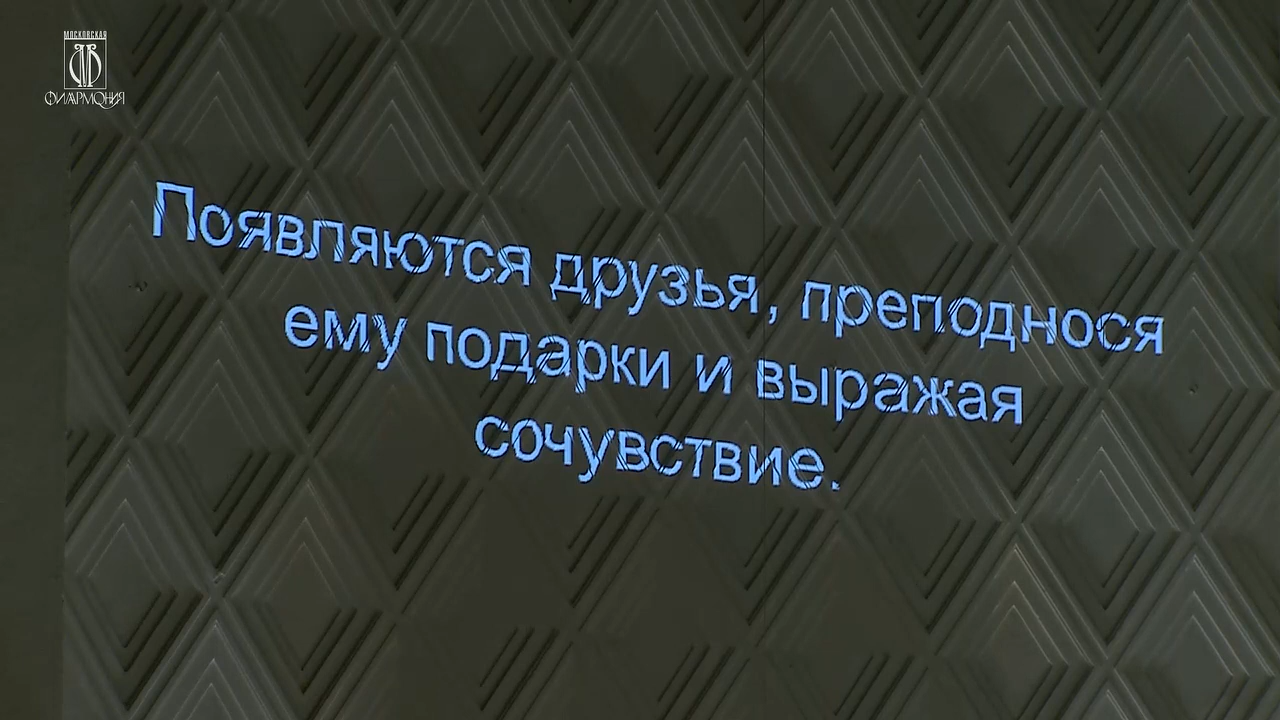 МОСКОВСКАЯ
ФИЛАРМОНИЯ
Появляются друзья, преподнося
ему подарки и выражая
сочувствие.